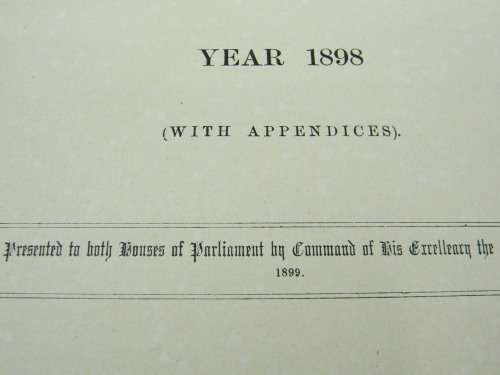 YEAR 1898
(WITH APPENDICES).
Presented to both Houses of Parliament by Command of His Excellency the
1899.